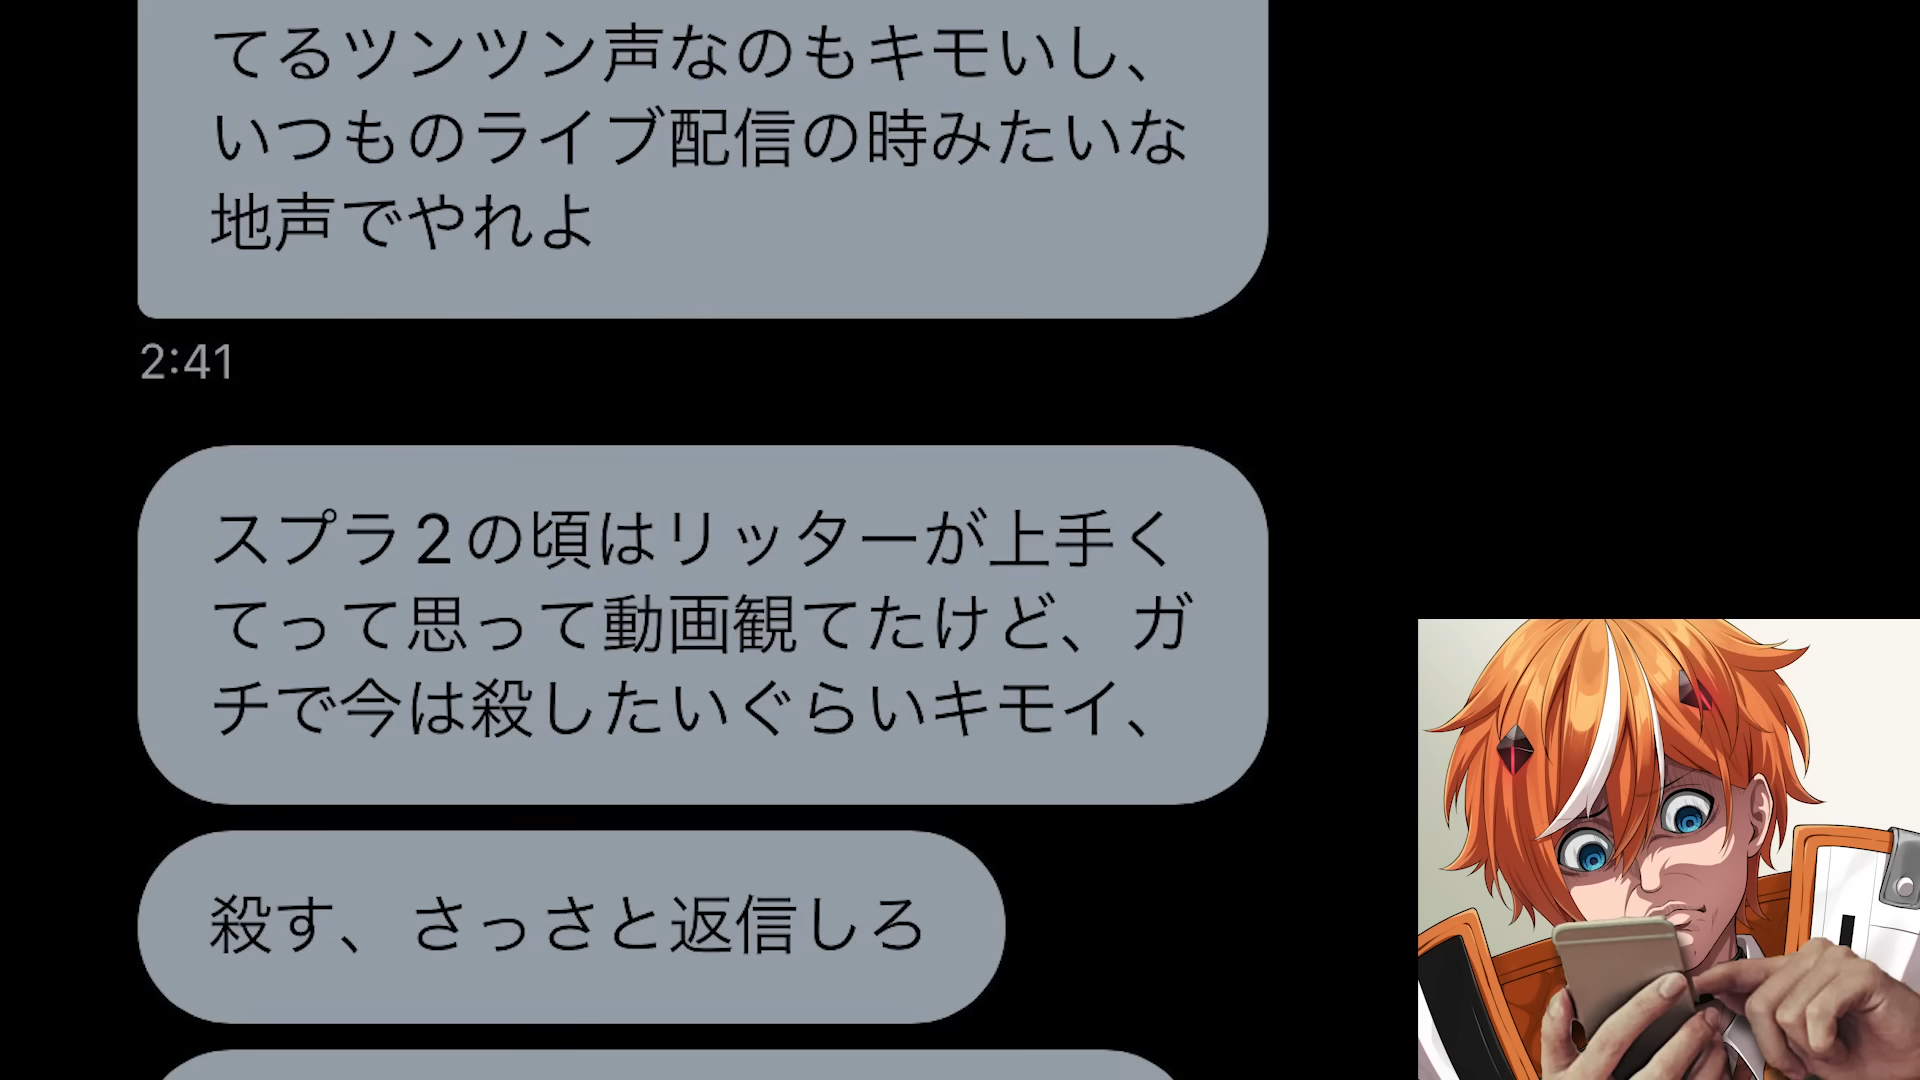 てるツンツン声なのもキモいし、
いつものライブ配信の時みたいな
地声でやれよ
2:41
スプラ2の頃はリッターが上手く
てって思って動画観てたけど、ガ
チで今は殺したいぐらいキモイ、
殺す、さっさと返信しろ